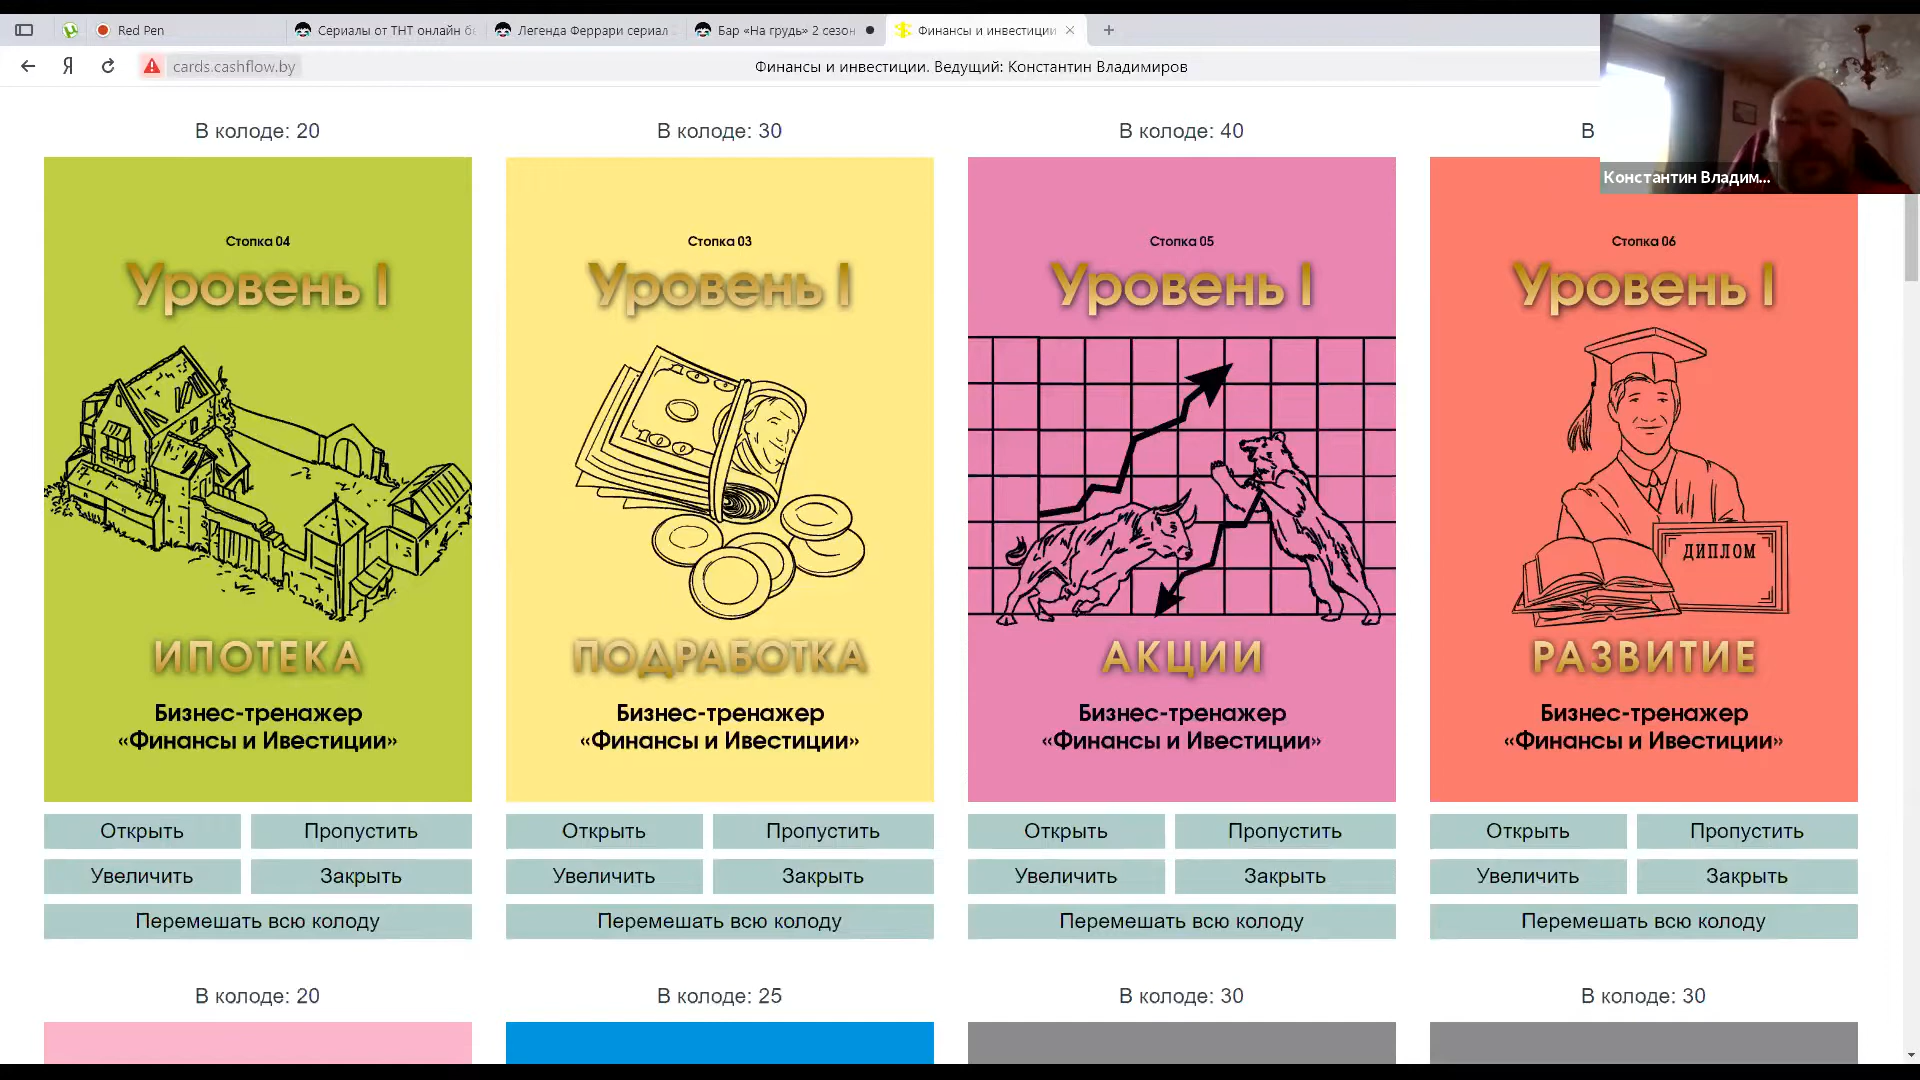 Red Pen
Сериалы от ТНТ онлайн бе
Легенда Феррари сериал
Бар «На грудь» 2 сезон
Финансы и инвестиции
Я
cards.cashflow.by
Финансы и инвестиции. Ведущий: Константин Владимиров
Константин Владим...
В колоде: 20
В колоде: 30
В колоде: 40
В
Стопка 04
Уровень I
ИПОТЕКА
Бизнес-тренажер
«Финансы и Ивестиции»
Стопка 03
Уровень I
100
100
ПОДРАБОТКА
Бизнес-тренажер
«Финансы и Ивестиции»
Стопка 05
Уровень I
АКЦИИ
Бизнес-тренажер
«Финансы и Ивестиции»
Стопка 06
Уровень I
ДИПЛОМ
РАЗВИТИЕ
Бизнес-тренажер
«Финансы и Ивестиции»
Открыть Пропустить
Увеличить Закрыть
Перемешать всю колоду
Открыть Пропустить
Увеличить Закрыть
Перемешать всю колоду
Открыть Пропустить
Увеличить Закрыть
Перемешать всю колоду
Открыть Пропустить
Увеличить Закрыть
Перемешать всю колоду
В колоде: 20
В колоде: 25
В колоде: 30
В колоде: 30